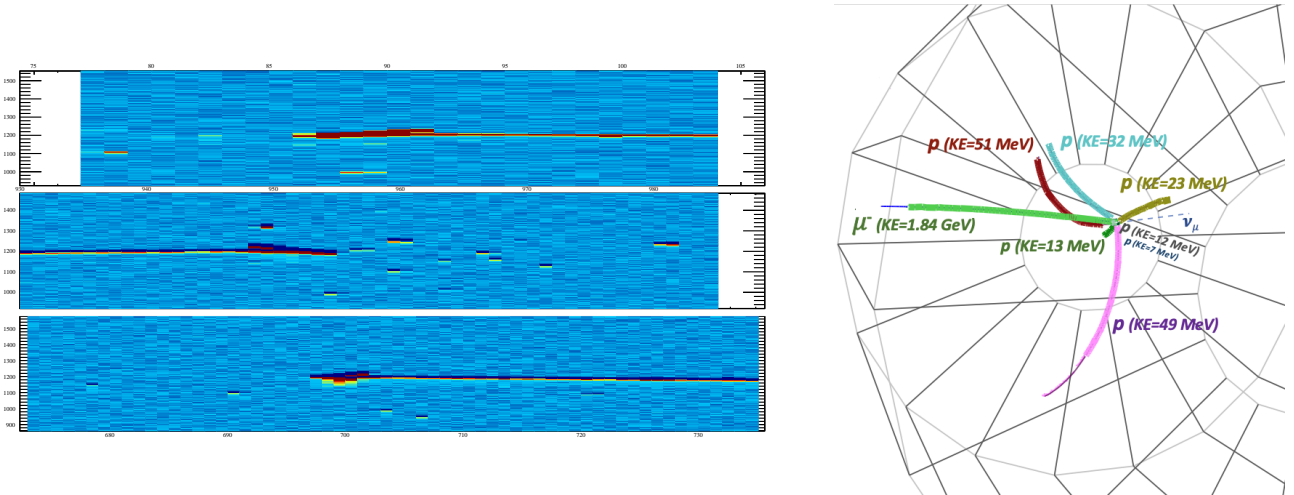 75 80 85 90 95 100 105
1500
1400
1300
1200
1100
1000
930 940 950 960 970 980
1400
1300
1200
1100
1000
1500
1400
1300
1200
1100
1000
900
680 690 700 710 720 730
p (KE=51 MeV)
p (KE=32 MeV)
p (KE=23 MeV)
μ⁻ (KE=1.84 GeV)
νμ
p (KE=12 MeV)
p (KE=13 MeV)
p (KE=7 MeV)
p (KE=49 MeV)